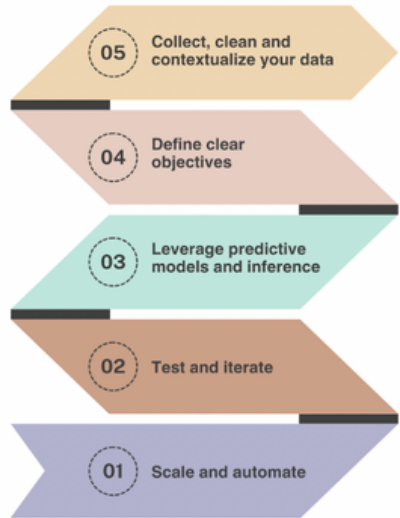 05
Collect, clean and
contextualize your data
04
Define clear
objectives
03
Leverage predictive
models and inference
02
Test and iterate
01
Scale and automate